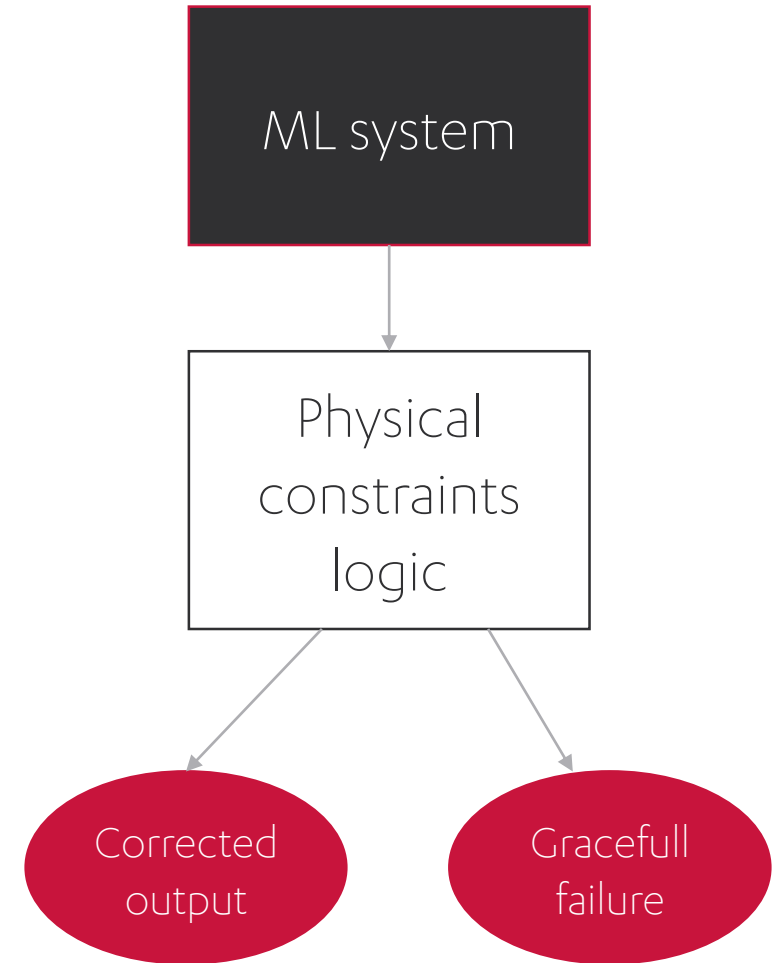 ML system
Physical
constraints
logic
Corrected
output
Gracefull
failure